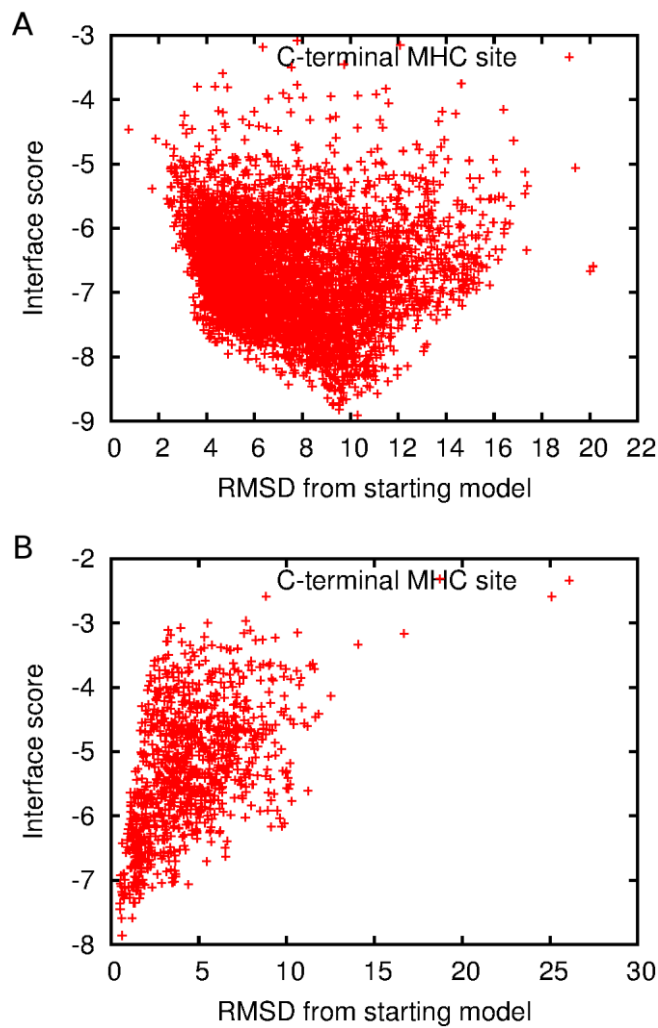 A
C-terminal MHC site
-3
-4
-5
-6
-7
-8
-9
Interface score
0 2 4 6 8 10 12 14 16 18 20 22
RMSD from starting model
B
C-terminal MHC site
-2
-3
-4
-5
-6
-7
-8
Interface score
0 5 10 15 20 25 30
RMSD from starting model